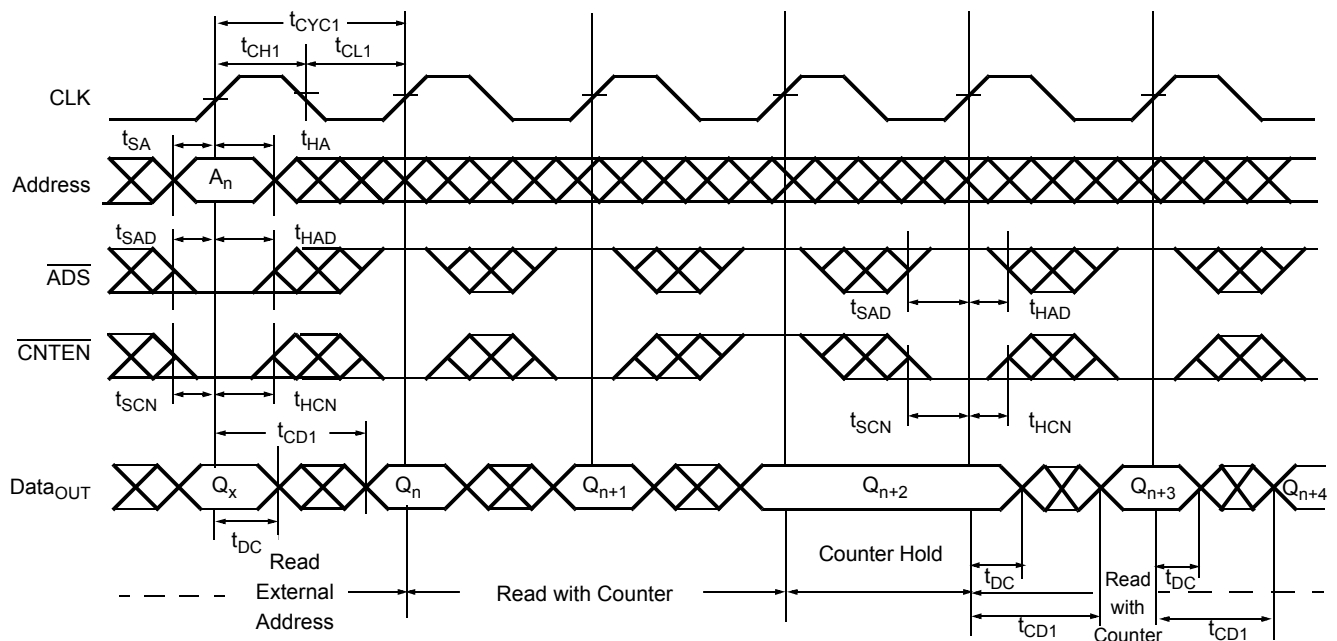 tCYC1
tCH1 tCL1
CLK
tSA tHA
Address An
tSAD tHAD
ADS
tSAD tHAD
CNTEN
tSCN tHCN
tSCN tHCN
tCD1
DataOUT Qx Qn Qn+1 Qn+2 Qn+3 Qn+4
tDC
Read
External
Address
Read with Counter
Counter Hold
tDC
tCD1
Read
with
Counter
tDC
tCD1